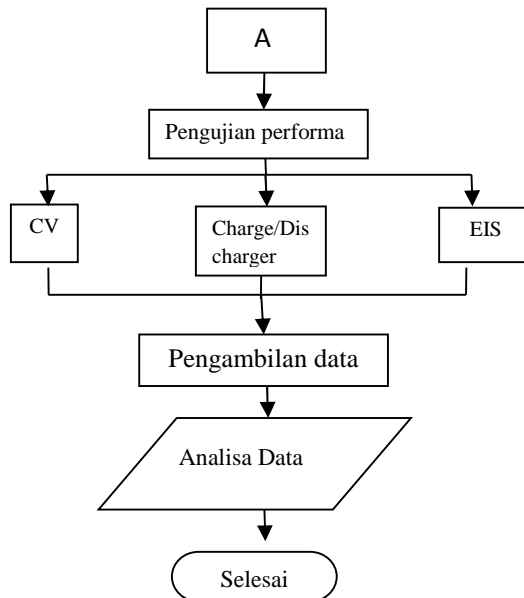 A
Pengujian performa
CV
Charge/Dis
charger
EIS
Pengambilan data
Analisa Data
Selesai